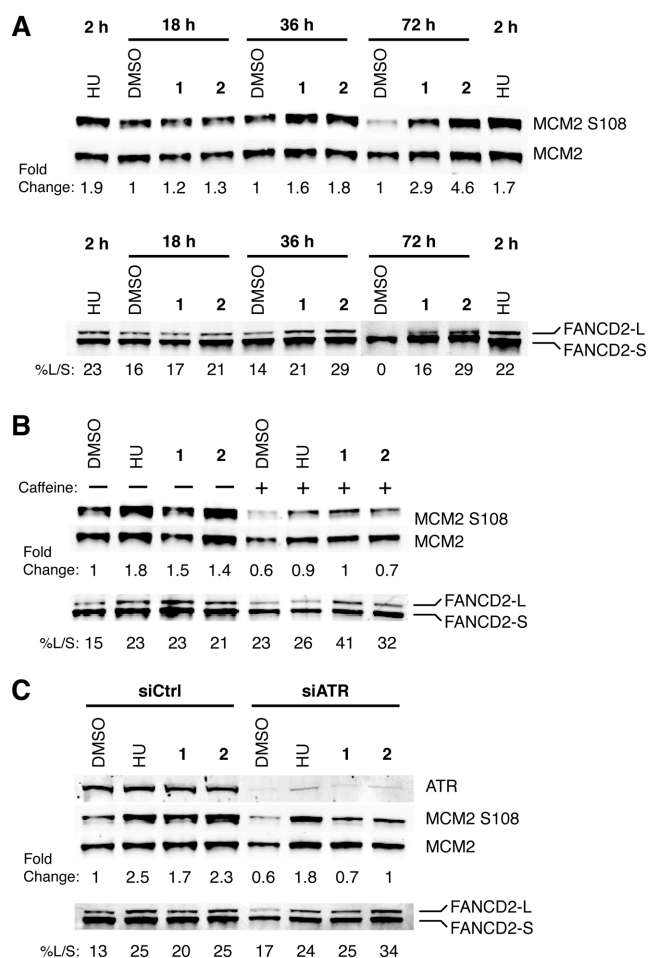 A
2 h 18 h 36 h 72 h 2 h
HU DMSO 1 2 DMSO 1 2 DMSO 1 2 HU
MCM2 S108
MCM2
Fold
Change: 1.9 1 1.2 1.3 1 1.6 1.8 1 2.9 4.6 1.7
2 h 18 h 36 h 72 h 2 h
HU DMSO 1 2 DMSO 1 2 DMSO 1 2 HU
FANCD2-L
FANCD2-S
%L/S: 23 16 17 21 14 21 29 0 16 29 22
B
DMSO HU 1 2 DMSO HU 1 2
Caffeine: — — — — + + + +
MCM2 S108
MCM2
Fold
Change: 1 1.8 1.5 1.4 0.6 0.9 1 0.7
FANCD2-L
FANCD2-S
%L/S: 15 23 23 21 23 26 41 32
C
siCtrl siATR
DMSO HU 1 2 DMSO HU 1 2
ATR
MCM2 S108
MCM2
Fold
Change: 1 2.5 1.7 2.3 0.6 1.8 0.7 1
FANCD2-L
FANCD2-S
%L/S: 13 25 20 25 17 24 25 34